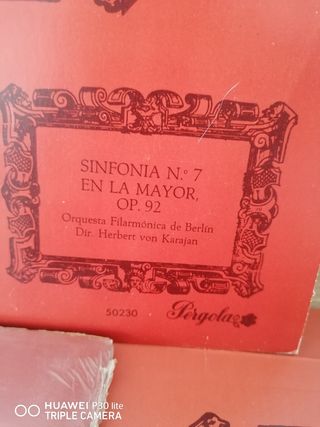 SINFONIA N.º 7
EN LA MAYOR,
OP. 92
Orquesta Filarmónica de Berlín
Dir. Herbert von Karajan
50230 Pérgola
HUAWEI P30 lite
TRIPLE CAMERA